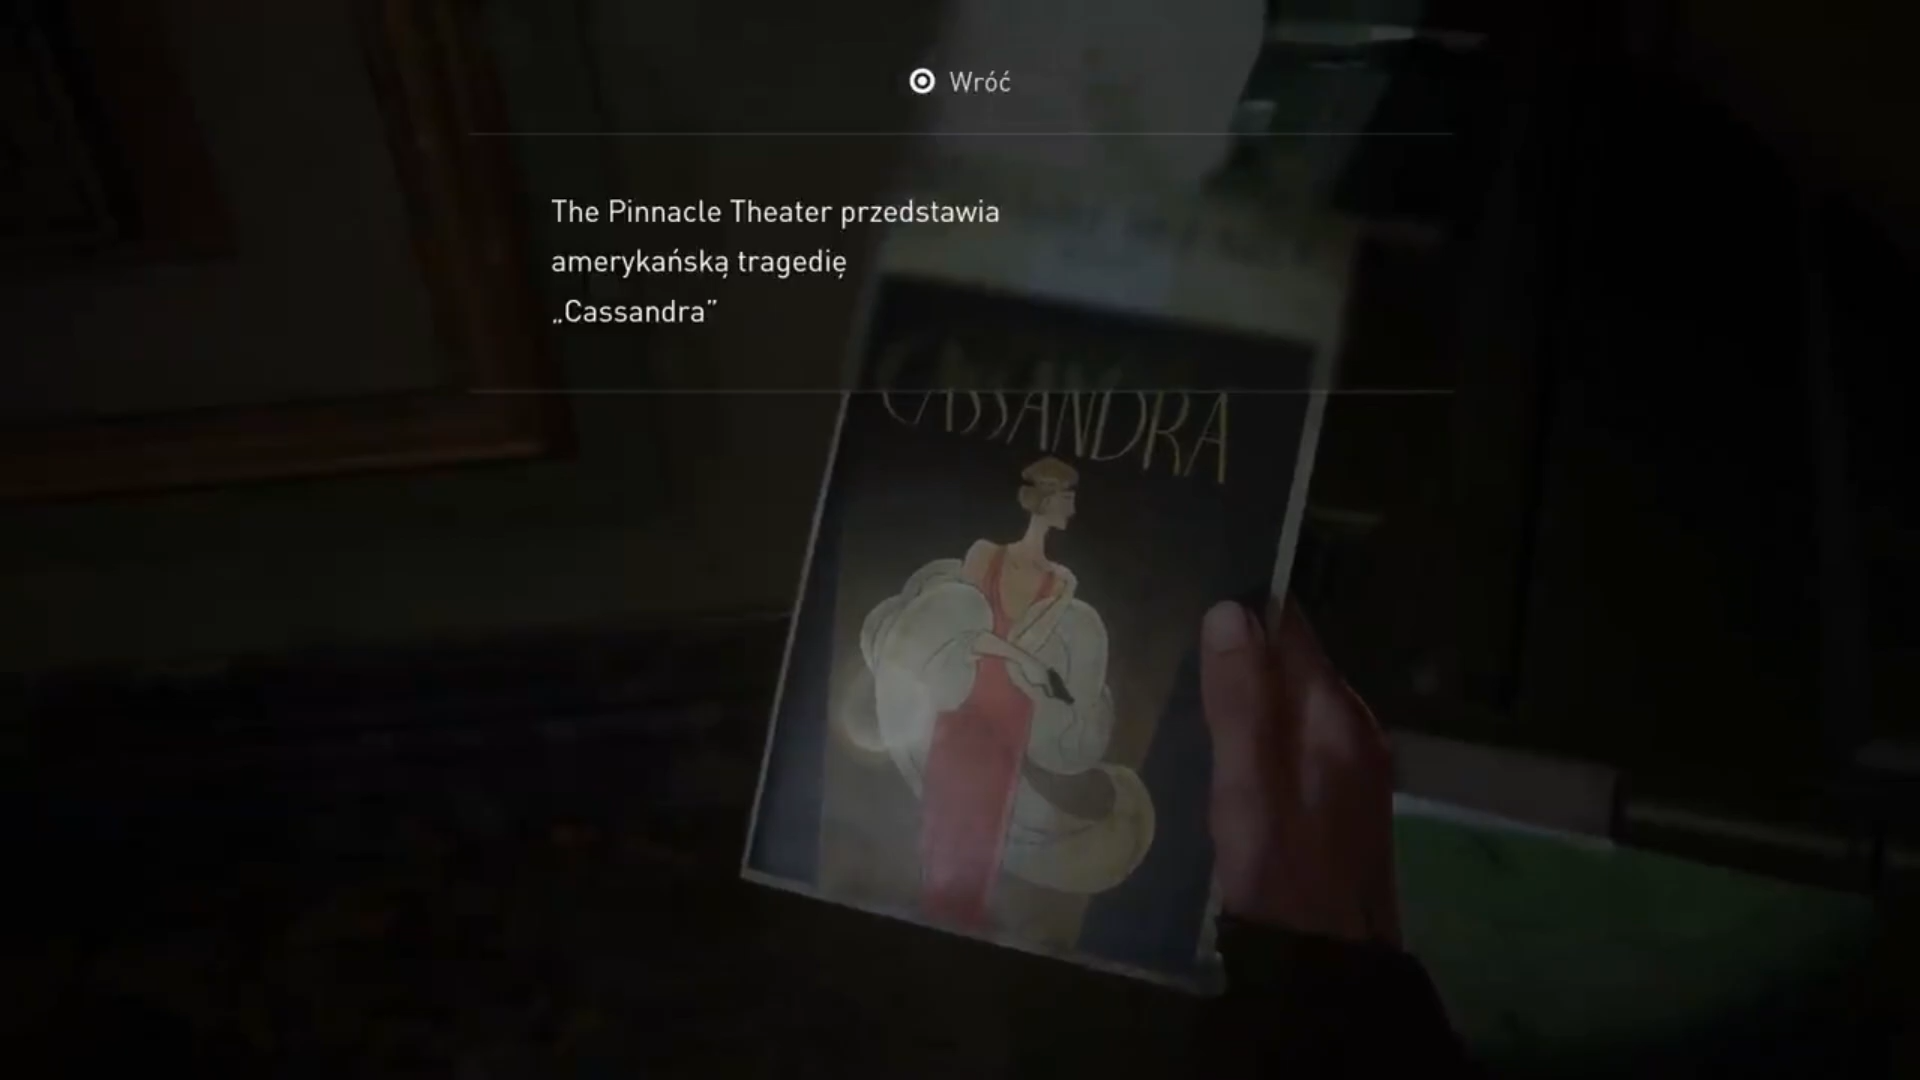 Wróć
The Pinnacle Theater przedstawia
amerykańską tragedię
„Cassandra”
CASSANDRA